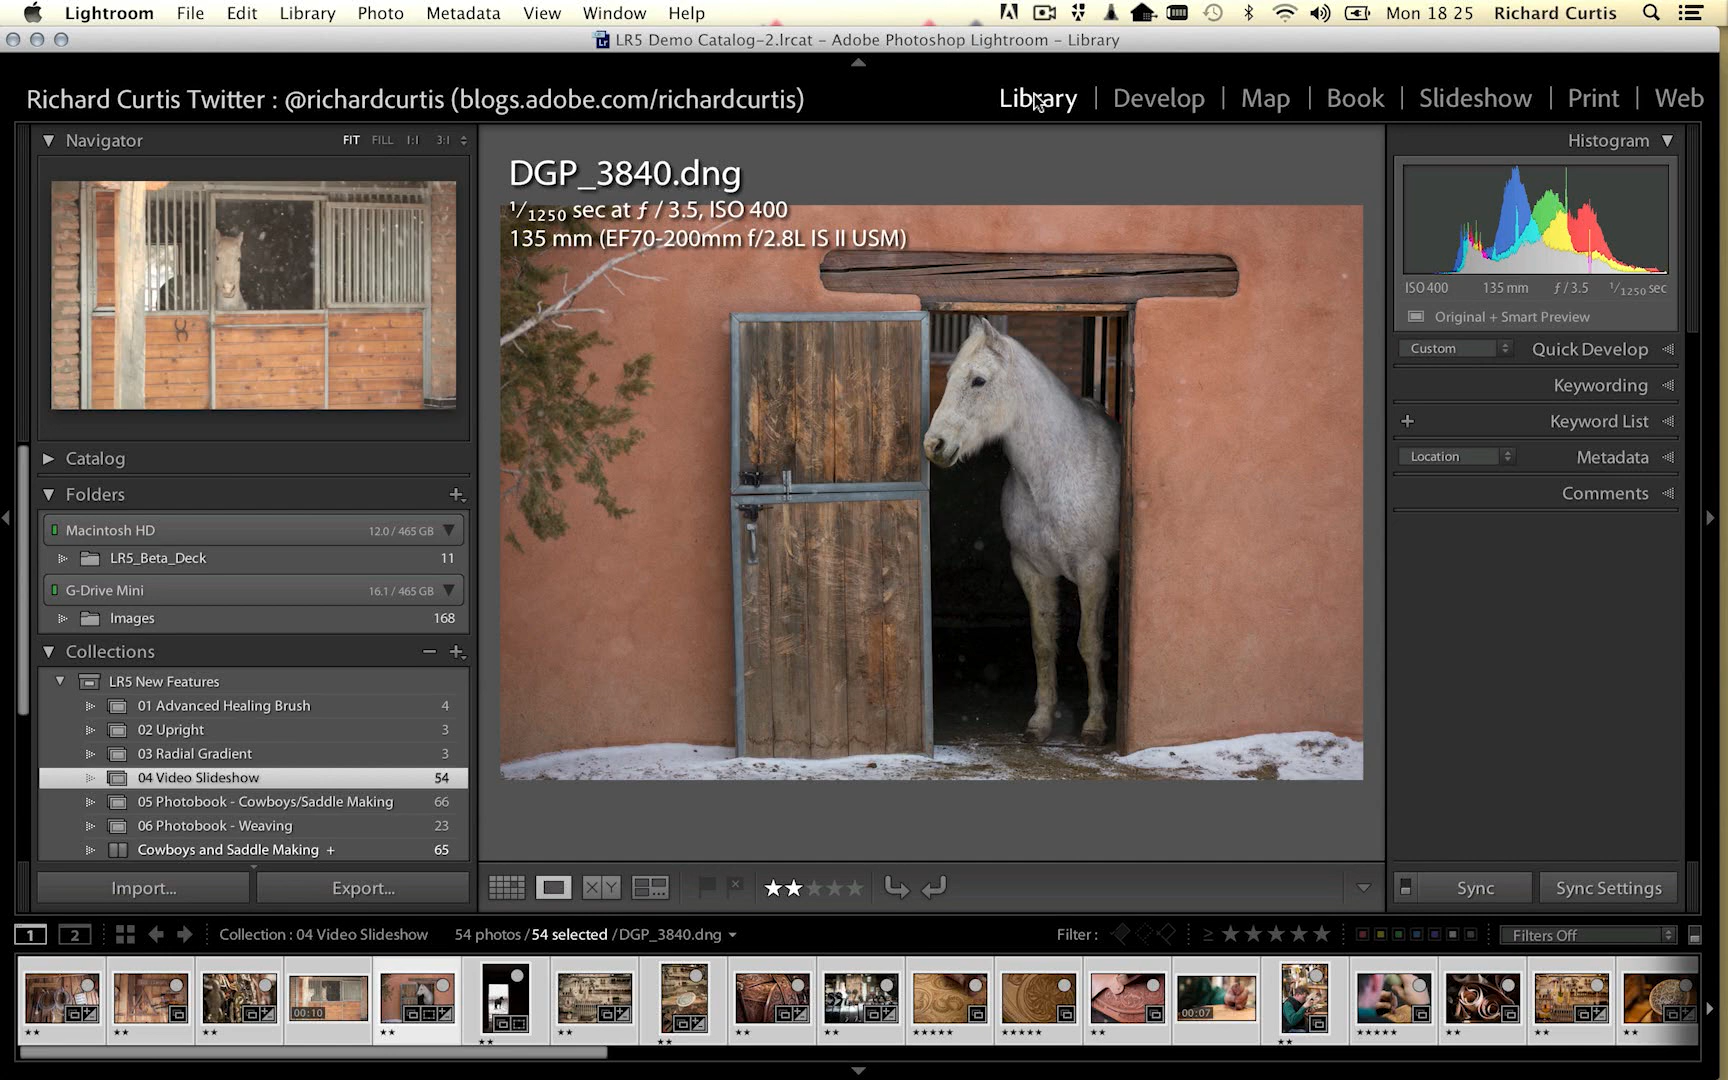 Lightroom File Edit Library Photo Metadata View Window Help Mon 18 25 Richard Curtis
LR5 Demo Catalog-2.lrcat – Adobe Photoshop Lightroom – Library
Richard Curtis Twitter : @richardcurtis (blogs.adobe.com/richardcurtis)
Library | Develop | Map | Book | Slideshow | Print | Web
Navigator FIT FILL 1:1 3:1
DGP_3840.dng
1/1250 sec at ƒ / 3.5, ISO 400
135 mm (EF70-200mm f/2.8L IS II USM)
Histogram
ISO 400 135 mm ƒ / 3.5 1/1250 sec
Original + Smart Preview
Custom Quick Develop
Keywording
+ Keyword List
Location Metadata
Comments
Catalog
Folders
Macintosh HD 12.0 / 465 GB
LR5_Beta_Deck 11
G-Drive Mini 16.1 / 465 GB
Images 168
Collections
LR5 New Features
01 Advanced Healing Brush 4
02 Upright 3
03 Radial Gradient 3
04 Video Slideshow 54
05 Photobook - Cowboys/Saddle Making 66
06 Photobook - Weaving 23
Cowboys and Saddle Making + 65
Import... Export...
X Y
Sync Sync Settings
1 2 Collection : 04 Video Slideshow 54 photos / 54 selected / DGP_3840.dng Filter : ≥ Filters Off
00:10 00:07